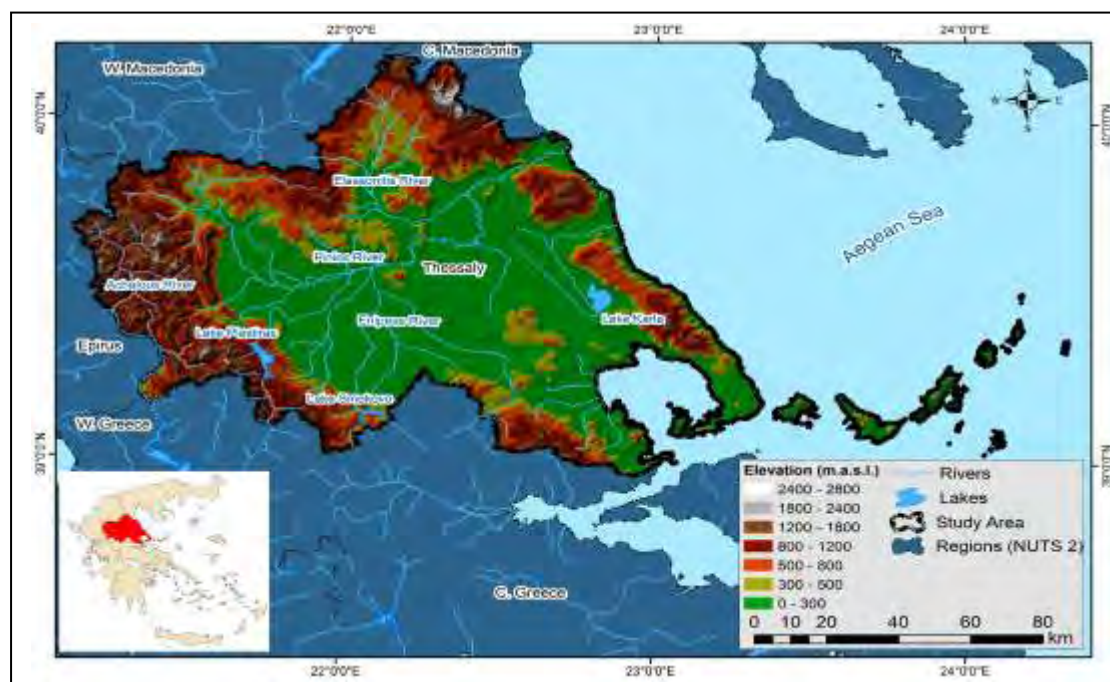 22°0'0"E 23°0'0"E 24°0'0"E
C. Macedonia
W. Macedonia
N
W E
S
40°0'0"N 40°0'0"N
Elassonitis River
Aegean Sea
Pinios River
Thessaly
Achelous River
Enipeas River
Lake Karla
Lake Plastiras
Epirus
Lake Smokovo
W. Greece
39°0'0"N 39°0'0"N
C. Greece
Elevation (m.a.s.l.)
2400 - 2800
1800 - 2400
1200 - 1800
800 - 1200
500 - 800
300 - 500
0 - 300
Rivers
Lakes
Study Area
Regions (NUTS 2)
0 10 20 40 60 80
km
22°0'0"E 23°0'0"E 24°0'0"E